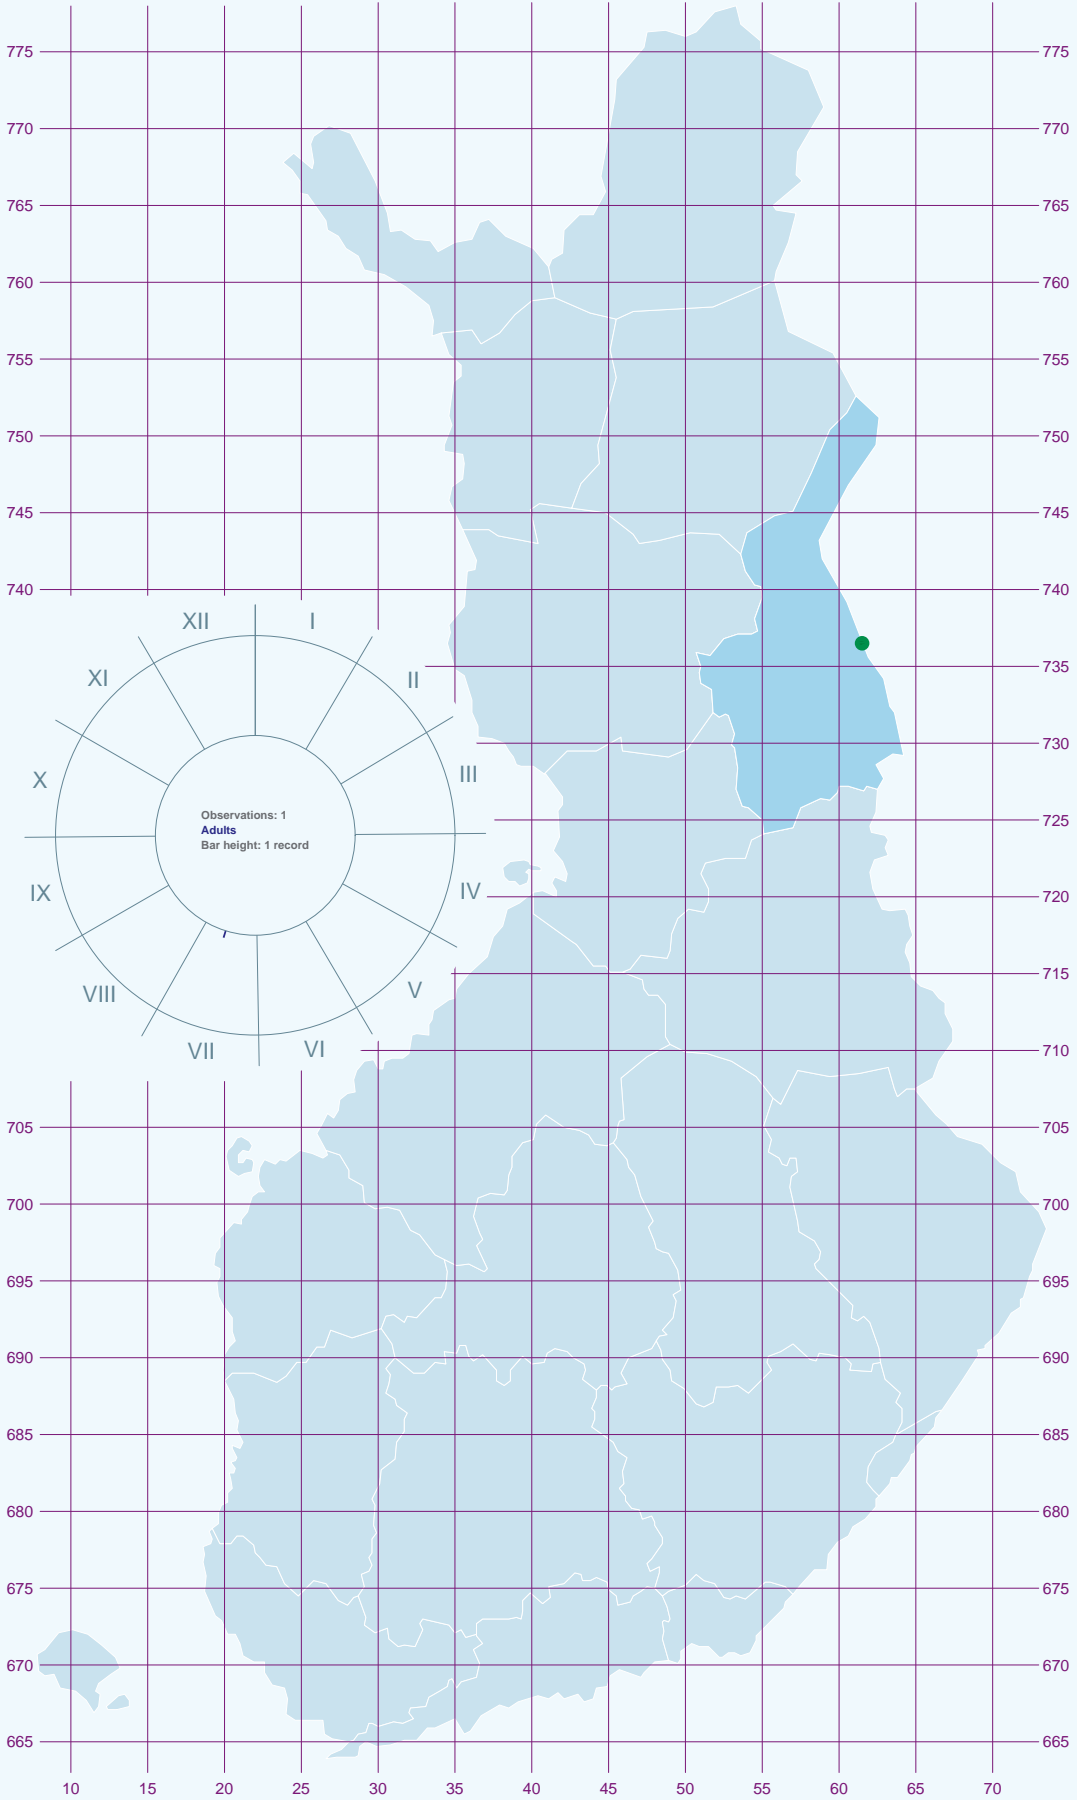 775 775
770 770
765 765
760 760
755 755
750 750
745 745
740 740
XII I
XI II
735
730
X III
Observations: 1
Adults
Bar height: 1 record
725
IX IV
720
VIII V
715
VII VI
710
705 705
700 700
695 695
690 690
685 685
680 680
675 675
670 670
665 665
10 15 20 25 30 35 40 45 50 55 60 65 70